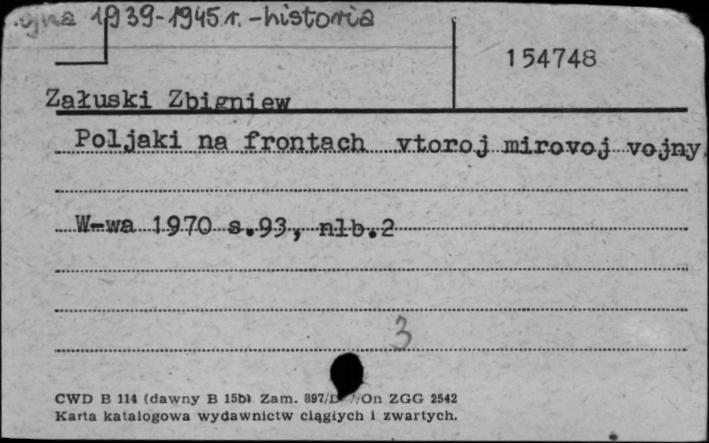 1939-1945 r. - historia
154748
Załuski Zbigniew
Poljaki na frontach vtoroj mirovoj vojny.
W-wa 1970 s.93, nlb.2
3
CWD B 114 (dawny B 15b) Zam. 897/ On ZGG 2542
Karta katalogowa wydawnictw ciągłych i zwartych.